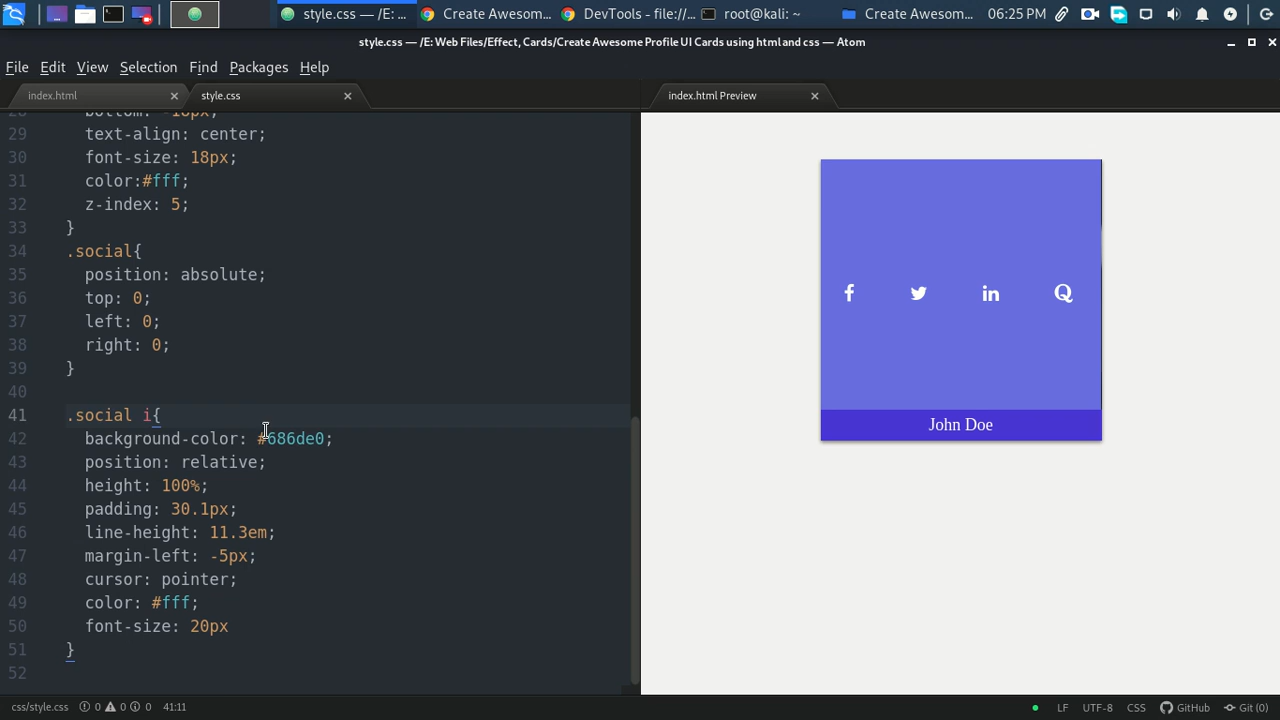 style.css — /E: ...
Create Awesom...
DevTools - file://...
root@kali: ~
Create Awesom...
06:25 PM
style.css — /E: Web Files/Effect, Cards/Create Awesome Profile UI Cards using html and css — Atom
File Edit View Selection Find Packages Help
index.html
style.css
index.html Preview
29 text-align: center;
30 font-size: 18px;
31 color:#fff;
32 z-index: 5;
33 }
34 .social{
35 position: absolute;
36 top: 0;
37 left: 0;
38 right: 0;
39 }
40
41 .social i{
42 background-color: #686de0;
43 position: relative;
44 height: 100%;
45 padding: 30.1px;
46 line-height: 11.3em;
47 margin-left: -5px;
48 cursor: pointer;
49 color: #fff;
50 font-size: 20px
51 }
52
John Doe
css/style.css 0 0 0 41:11
LF UTF-8 CSS GitHub Git (0)